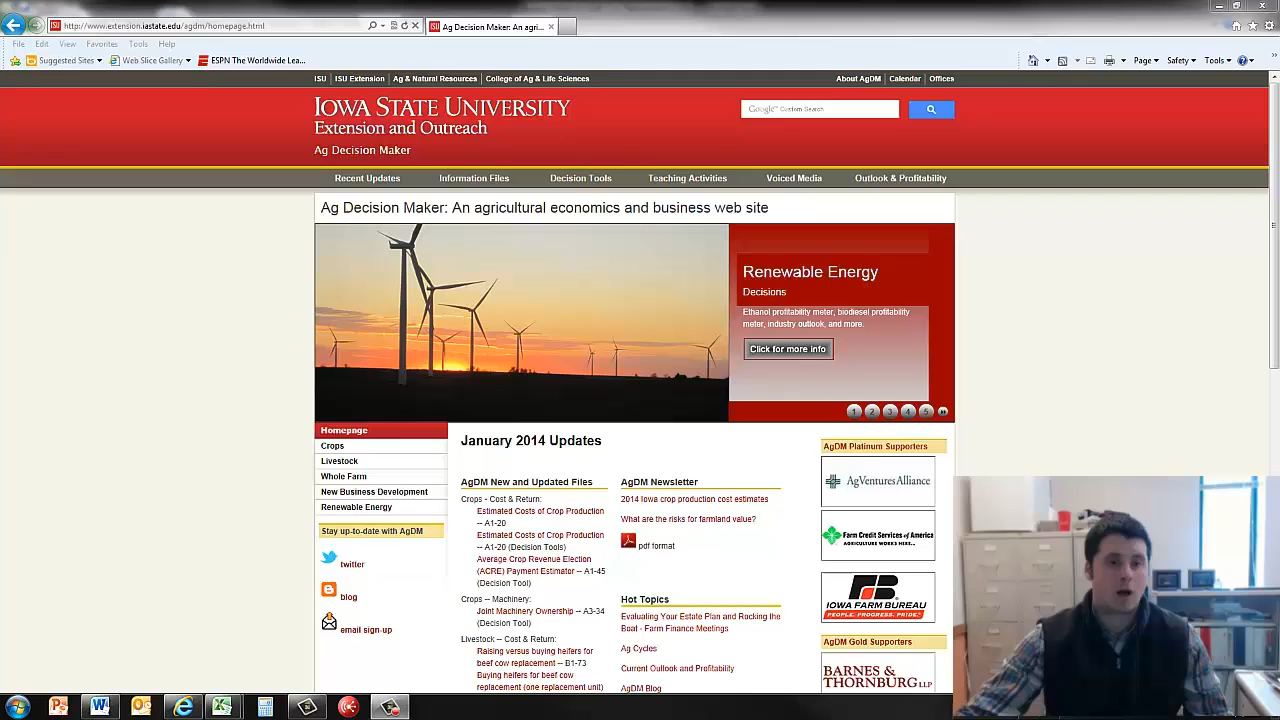 http://www.extension.iastate.edu/agdm/homepage.html
Ag Decision Maker: An agri...
File Edit View Favorites Tools Help
Suggested Sites Web Slice Gallery ESPN The Worldwide Lea...
Page Safety Tools
ISU ISU Extension Ag & Natural Resources College of Ag & Life Sciences
About AgDM Calendar Offices
IOWA STATE UNIVERSITY
Extension and Outreach
Ag Decision Maker
Google™ Custom Search
Recent Updates Information Files Decision Tools Teaching Activities Voiced Media Outlook & Profitability
Ag Decision Maker: An agricultural economics and business web site
Renewable Energy
Decisions
Ethanol profitability meter, biodiesel profitability
meter, industry outlook, and more.
Click for more info
1 2 3 4 5
Homepage
Crops
Livestock
Whole Farm
New Business Development
Renewable Energy
Stay up-to-date with AgDM
twitter
blog
email sign-up
January 2014 Updates
AgDM New and Updated Files
Crops - Cost & Return:
Estimated Costs of Crop Production
-- A1-20
Estimated Costs of Crop Production
-- A1-20 (Decision Tools)
Average Crop Revenue Election
(ACRE) Payment Estimator -- A1-45
(Decision Tool)
Crops -- Machinery:
Joint Machinery Ownership -- A3-34
(Decision Tool)
Livestock -- Cost & Return:
Raising versus buying heifers for
beef cow replacement -- B1-73
Buying heifers for beef cow
replacement (one replacement unit)
AgDM Newsletter
2014 Iowa crop production cost estimates
What are the risks for farmland value?
pdf format
Hot Topics
Evaluating Your Estate Plan and Rocking the
Boat - Farm Finance Meetings
Ag Cycles
Current Outlook and Profitability
AgDM Blog
AgDM Platinum Supporters
AgVentures Alliance
Farm Credit Services of America
AGRICULTURE WORKS HERE...
FB
IOWA FARM BUREAU
PEOPLE. PROGRESS. PRIDE.
AgDM Gold Supporters
BARNES &
THORNBURG LLP